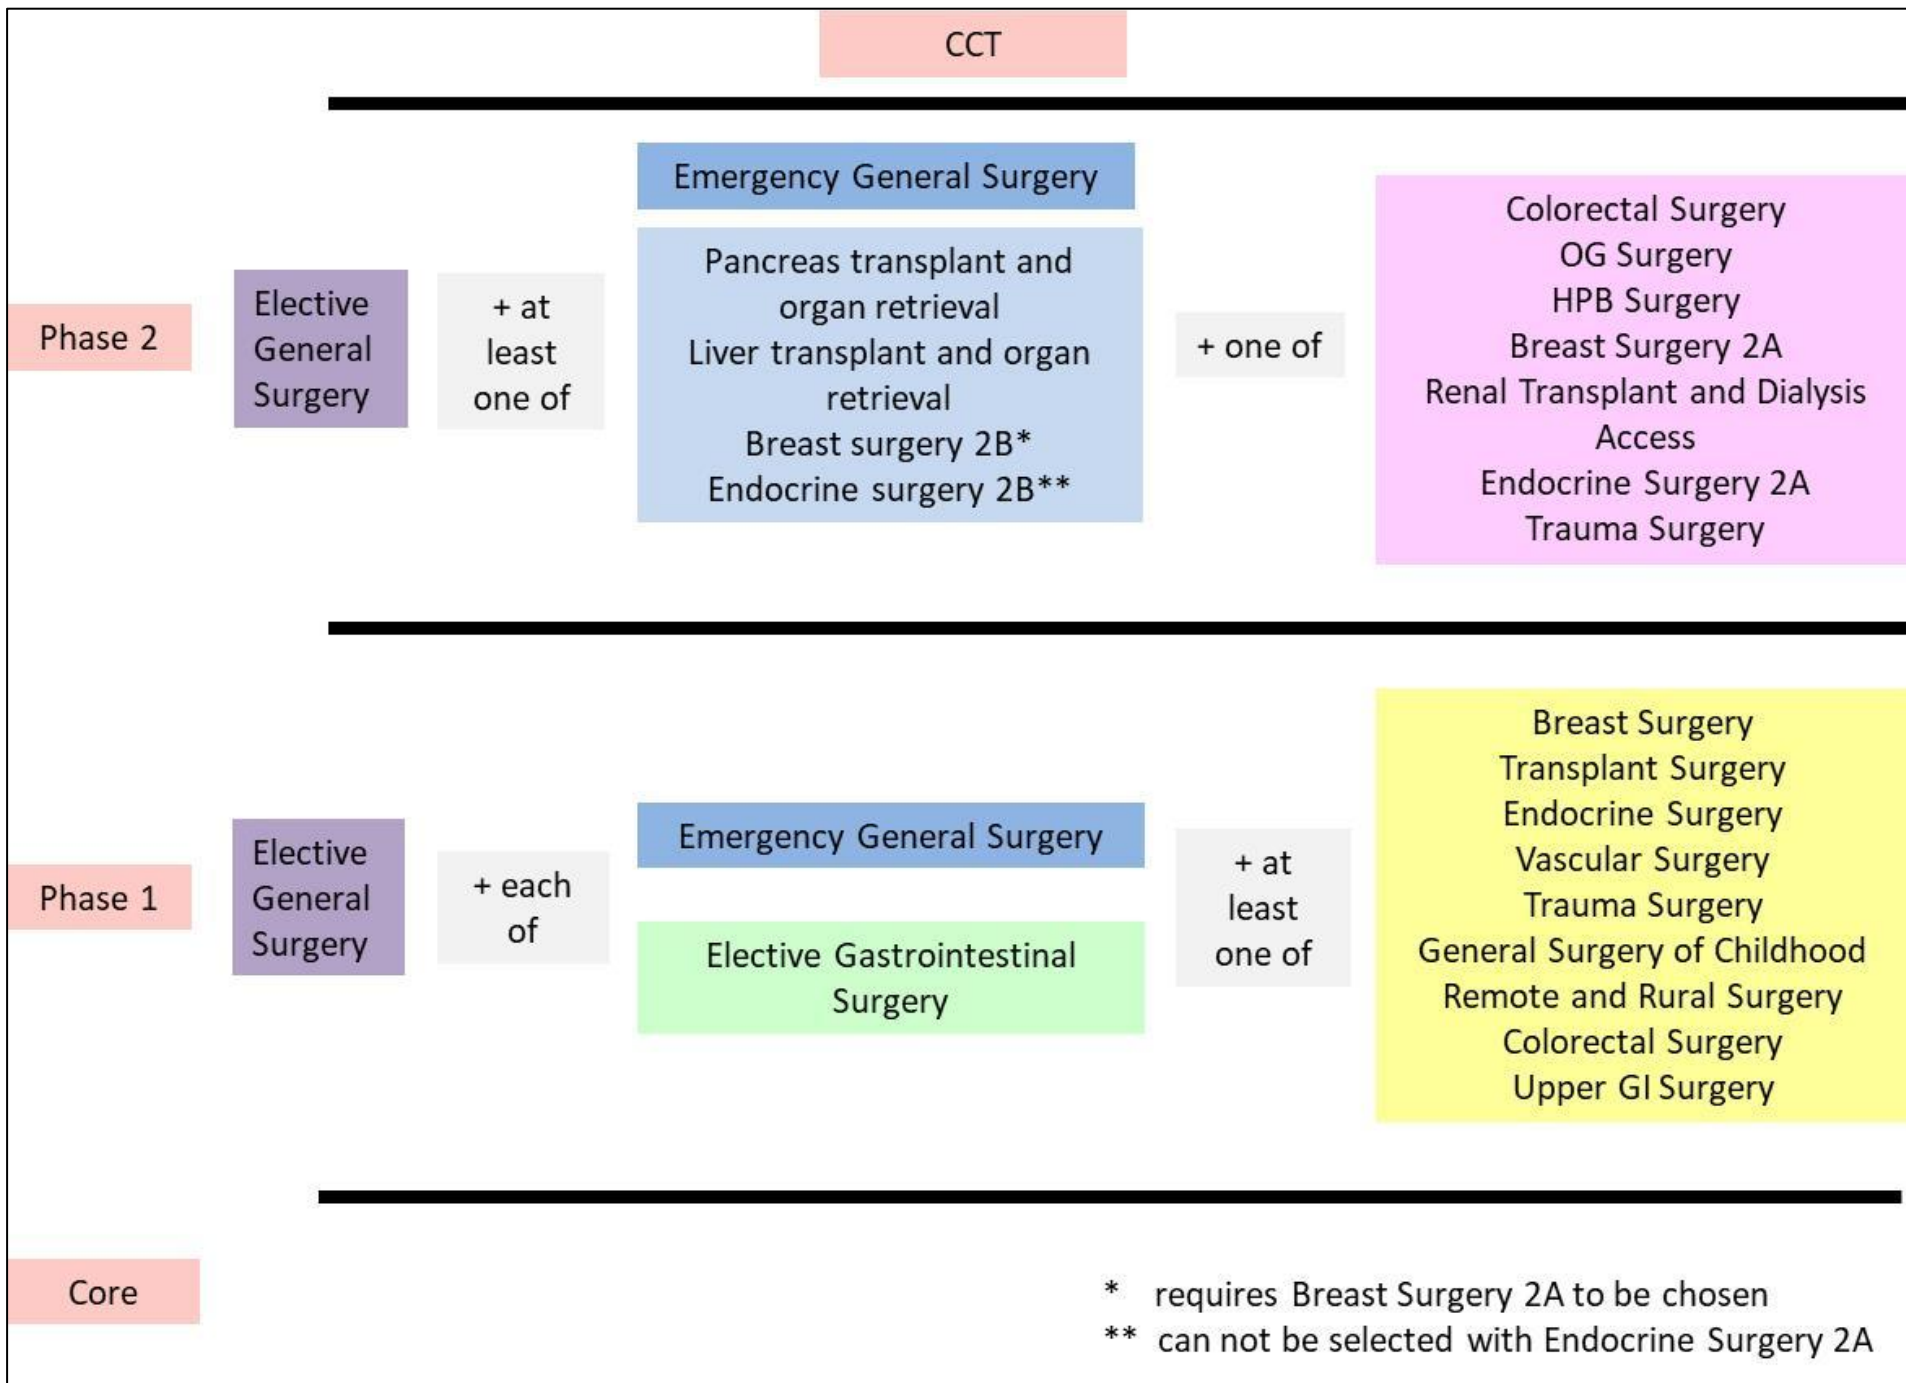 CCT
Phase 2
Elective
General
Surgery
+ at
least
one of
Emergency General Surgery
Pancreas transplant and
organ retrieval
Liver transplant and organ
retrieval
Breast surgery 2B*
Endocrine surgery 2B**
+ one of
Colorectal Surgery
OG Surgery
HPB Surgery
Breast Surgery 2A
Renal Transplant and Dialysis
Access
Endocrine Surgery 2A
Trauma Surgery
Phase 1
Elective
General
Surgery
+ each
of
Emergency General Surgery
Elective Gastrointestinal
Surgery
+ at
least
one of
Breast Surgery
Transplant Surgery
Endocrine Surgery
Vascular Surgery
Trauma Surgery
General Surgery of Childhood
Remote and Rural Surgery
Colorectal Surgery
Upper GI Surgery
Core
* requires Breast Surgery 2A to be chosen
** can not be selected with Endocrine Surgery 2A